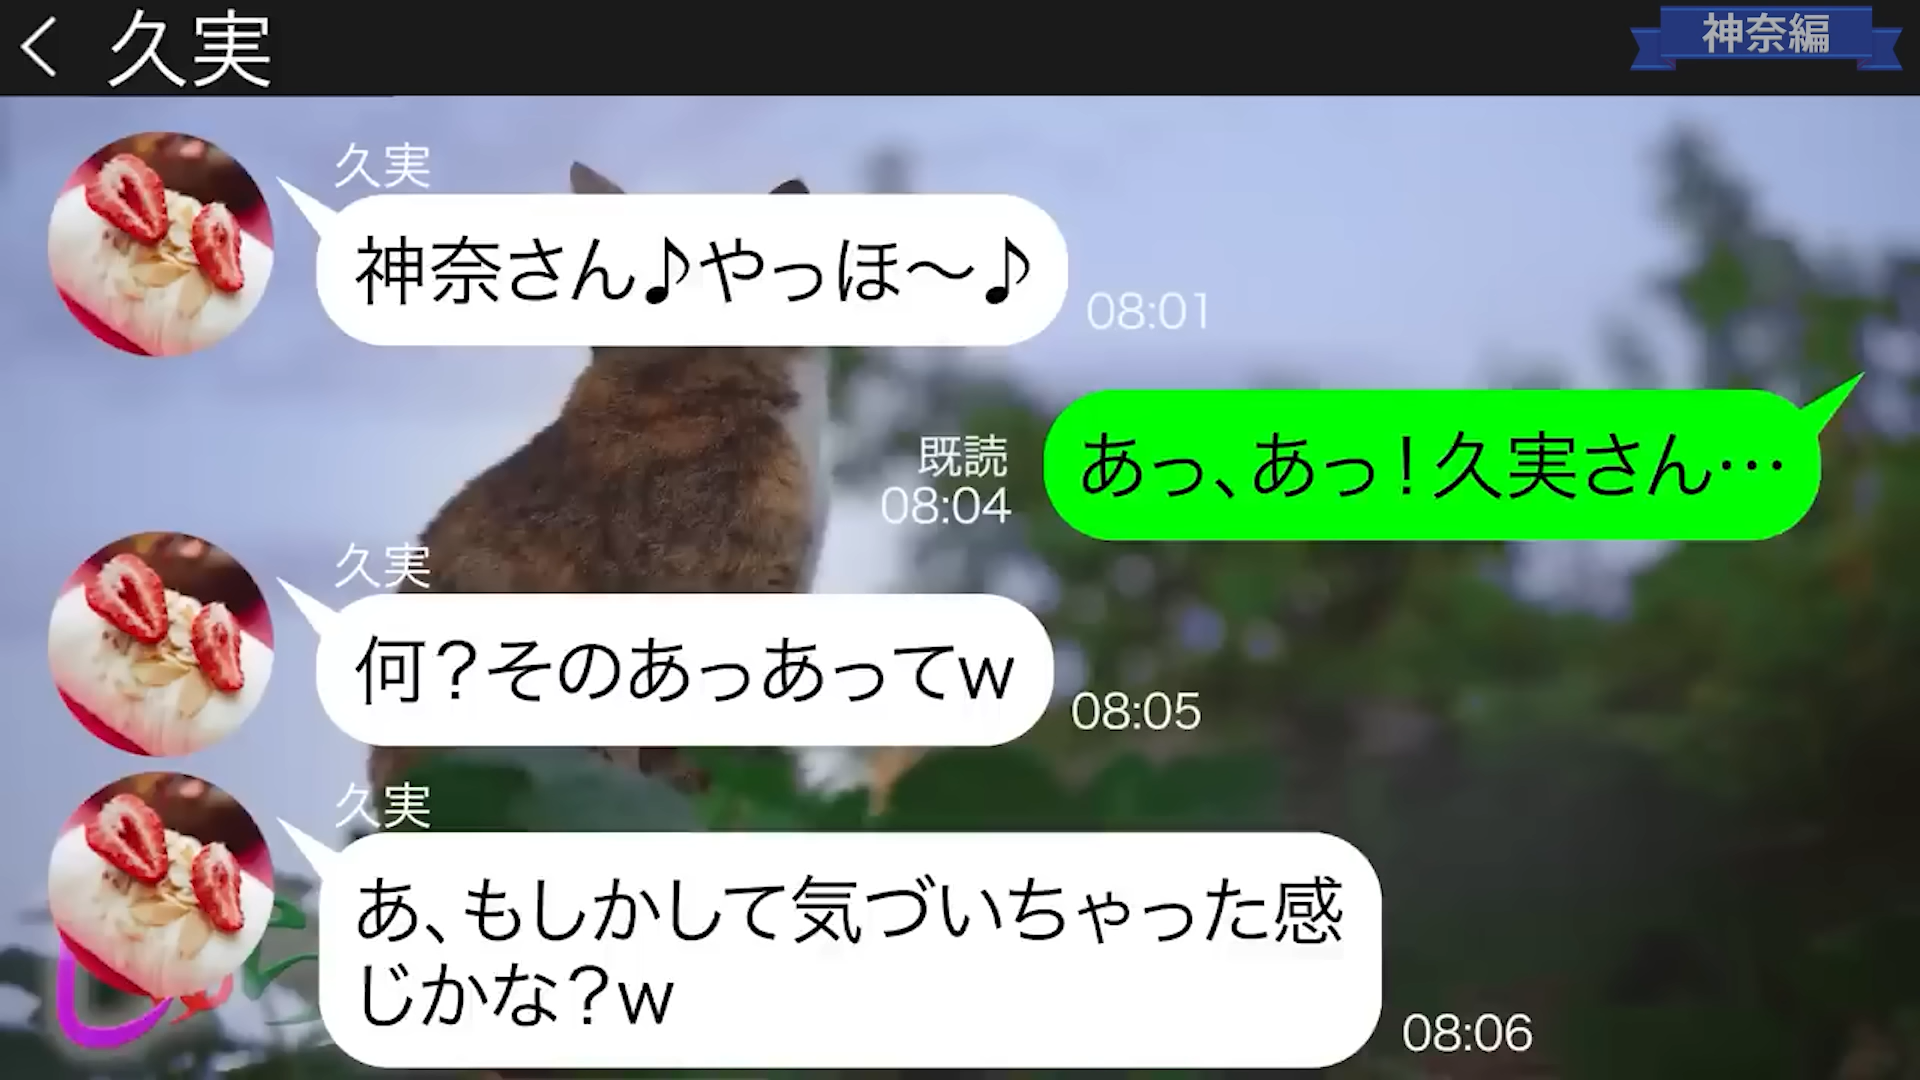 久実
神奈編
久実
神奈さん♪やっほ〜♪
08:01
あっ、あっ！久実さん…
既読
08:04
久実
何？そのあっあってw
08:05
久実
あ、もしかして気づいちゃった感
じかな？w
08:06